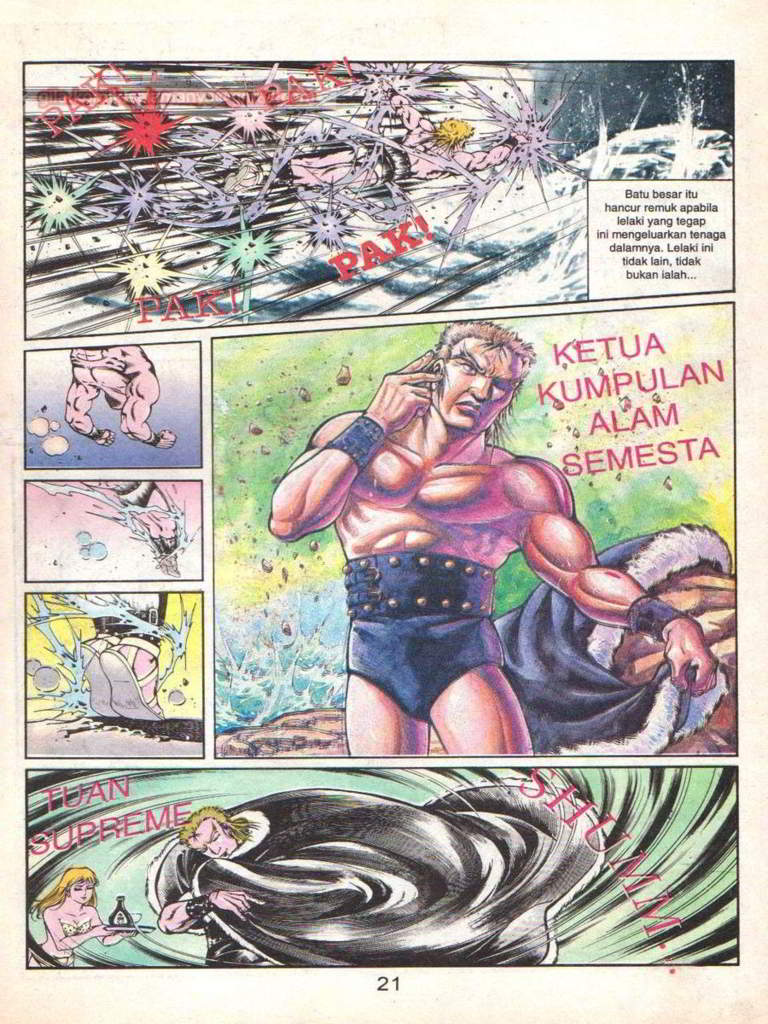 PAK!
PAK!
PAK!
PAK!
Batu besar itu
hancur remuk apabila
lelaki yang tegap
ini mengeluarkan tenaga
dalamnya. Lelaki ini
tidak lain, tidak
bukan ialah...
KETUA
KUMPULAN
ALAM
SEMESTA
TUAN
SUPREME
SHUMM...
21